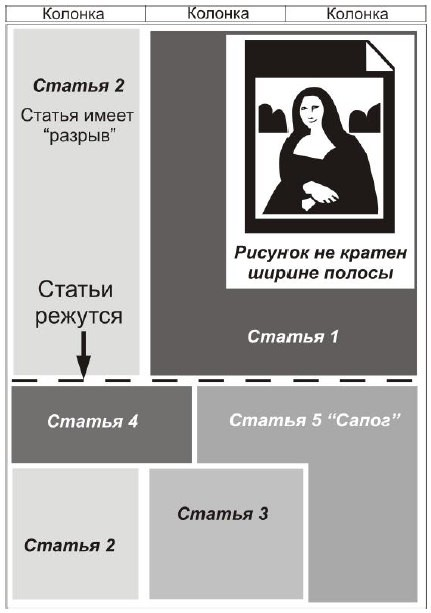 Колонка Колонка Колонка
Статья 2
Статья имеет
“разрыв”
Рисунок не кратен
ширине полосы
Статьи
режутся
Статья 1
Статья 4
Статья 5 “Сапог”
Статья 3
Статья 2